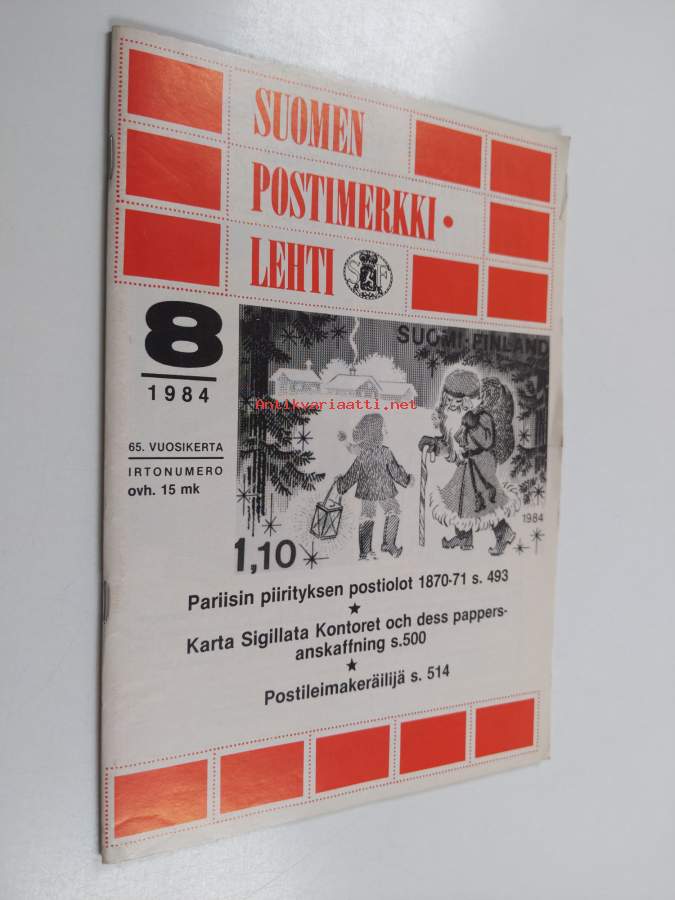 SUOMEN
POSTIMERKKI •
LEHTI
S F
8
1984
65. VUOSIKERTA
IRTONUMERO
ovh. 15 mk
SUOMI-FINLAND
Antikvariaatti.net
1984
1,10
Pariisin piirityksen postiolot 1870-71 s. 493
★
Karta Sigillata Kontoret och dess pappers-
anskaffning s.500
★
Postileimakeräilijä s. 514